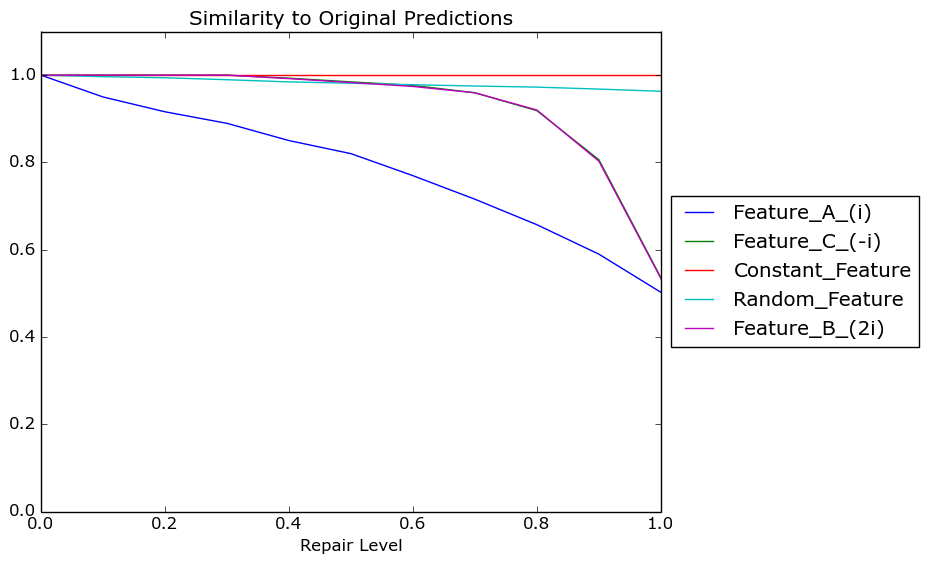 Similarity to Original Predictions
1.0
0.8
0.6
0.4
0.2
0.0
0.0 0.2 0.4 0.6 0.8 1.0
Repair Level
Feature_A_(i)
Feature_C_(-i)
Constant_Feature
Random_Feature
Feature_B_(2i)